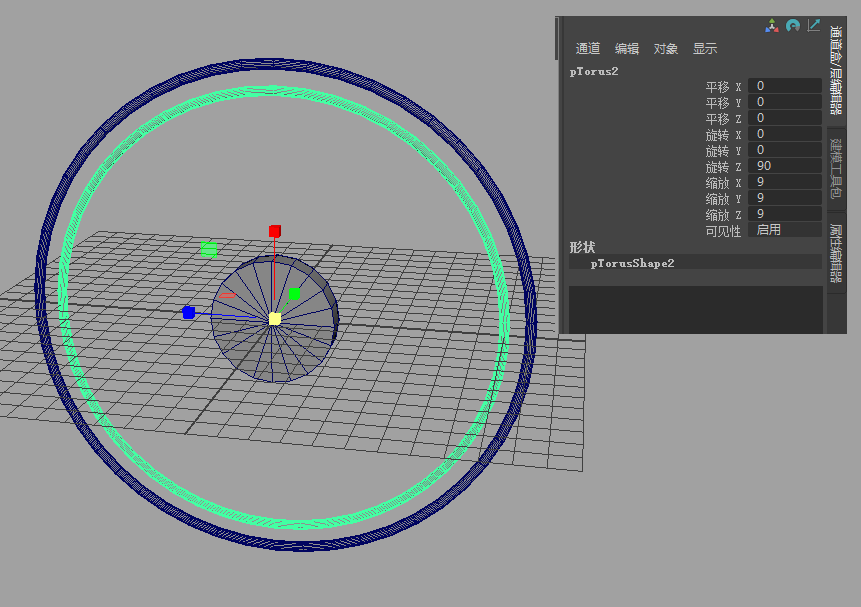 通道 编辑 对象 显示
pTorus2
平移 X 0
平移 Y 0
平移 Z 0
旋转 X 0
旋转 Y 0
旋转 Z 90
缩放 X 9
缩放 Y 9
缩放 Z 9
可见性 启用
形状
pTorusShape2
通道盒/层编辑器
建模工具包
属性编辑器